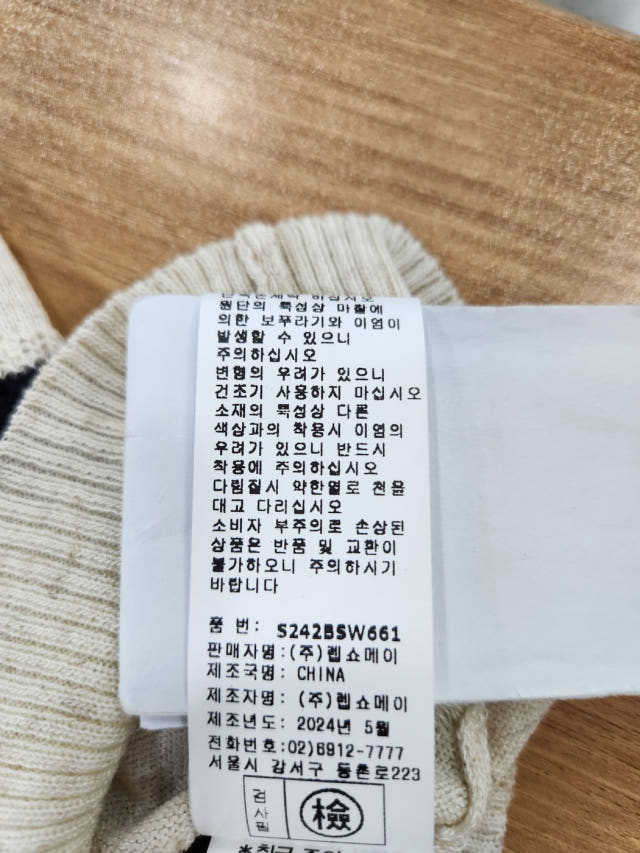 원단의 특성상 마찰에
의한 보푸라기와 이염이
발생할 수 있으니
주의하십시오
변형의 우려가 있으니
건조기 사용하지 마십시오
소재의 특성상 다른
색상과의 착용시 이염의
우려가 있으니 반드시
착용에 주의하십시오
다림질시 약한열로 천을
대고 다리십시오
소비자 부주의로 손상된
상품은 반품 및 교환이
불가하오니 주의하시기
바랍니다
품 번: S242BSW661
판매자명:(주)렙쇼메이
제조국명: CHINA
제조자명: (주)렙쇼메이
제조년도: 2024년 5월
전화번호:02)6912-7777
서울시 강서구 등촌로223
검사필 檢